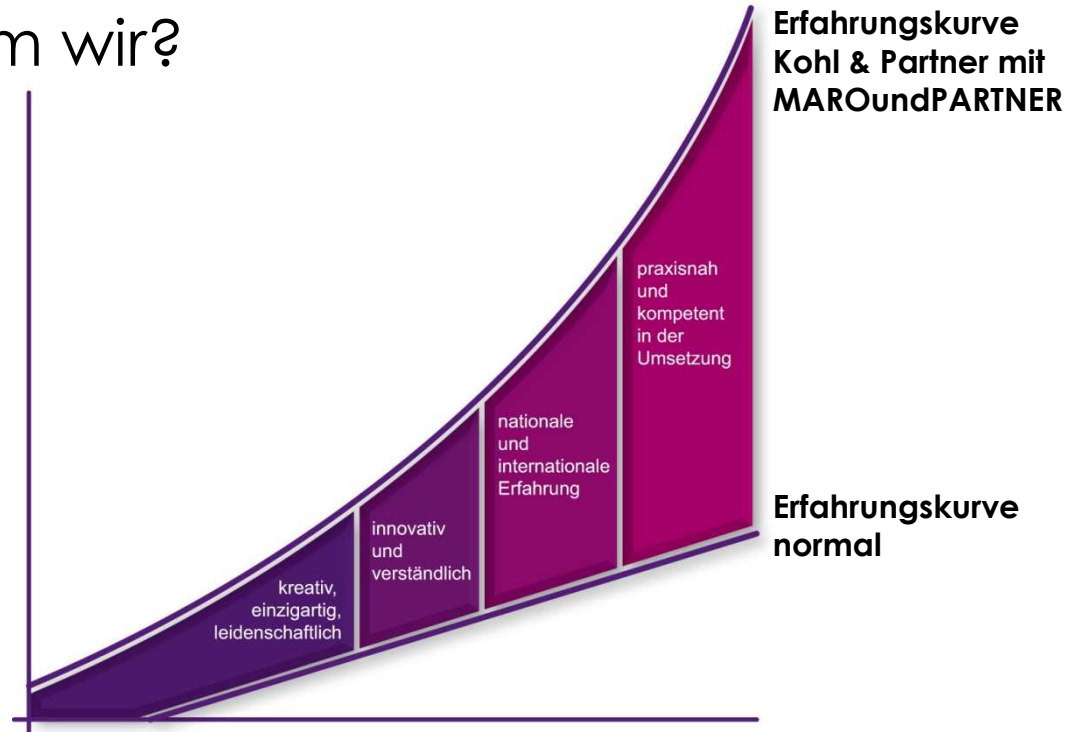 m wir?
Erfahrungskurve
Kohl & Partner mit
MAROundPARTNER
praxisnah
und
kompetent
in der
Umsetzung
nationale
und
internationale
Erfahrung
innovativ
und
verständlich
kreativ,
einzigartig,
leidenschaftlich
Erfahrungskurve
normal